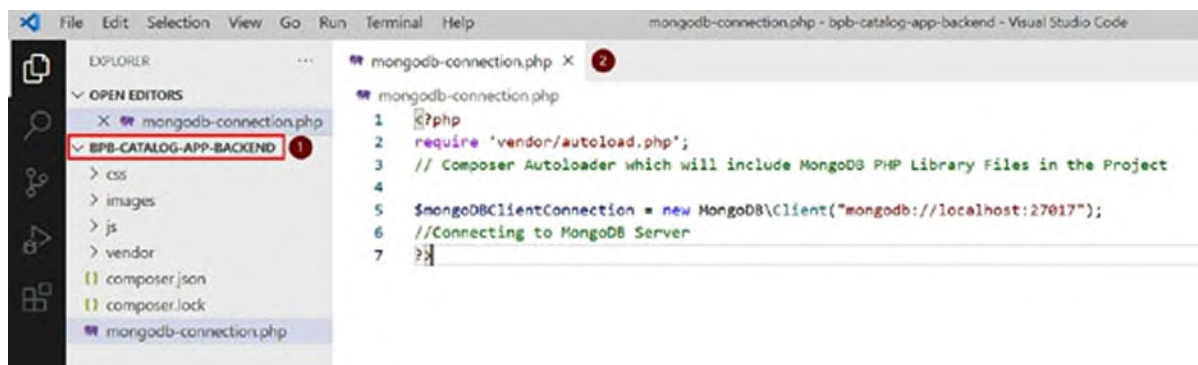 File Edit Selection View Go Run Terminal Help mongodb-connection.php - bpb-catalog-app-backend - Visual Studio Code
EXPLORER ...
OPEN EDITORS
mongodb-connection.php
BPB-CATALOG-APP-BACKEND 1
css
images
js
vendor
{} composer.json
{} composer.lock
mongodb-connection.php
mongodb-connection.php × 2
mongodb-connection.php
1 <?php
2 require 'vendor/autoload.php';
3 // Composer Autoloader which will include MongoDB PHP Library Files in the Project
4
5 $mongoDBClientConnection = new MongoDB\Client("mongodb://localhost:27017");
6 //Connecting to MongoDB Server
7 ?>